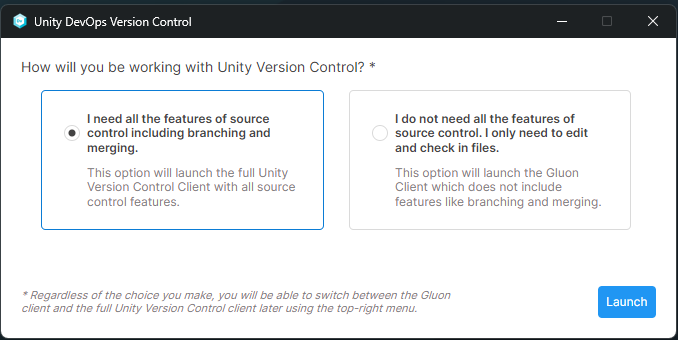 Unity DevOps Version Control
How will you be working with Unity Version Control? *
I need all the features of source
control including branching and
merging.
This option will launch the full Unity
Version Control Client with all source
control features.
I do not need all the features of
source control. I only need to edit
and check in files.
This option will launch the Gluon
Client which does not include
features like branching and merging.
* Regardless of the choice you make, you will be able to switch between the Gluon
client and the full Unity Version Control client later using the top-right menu.
Launch